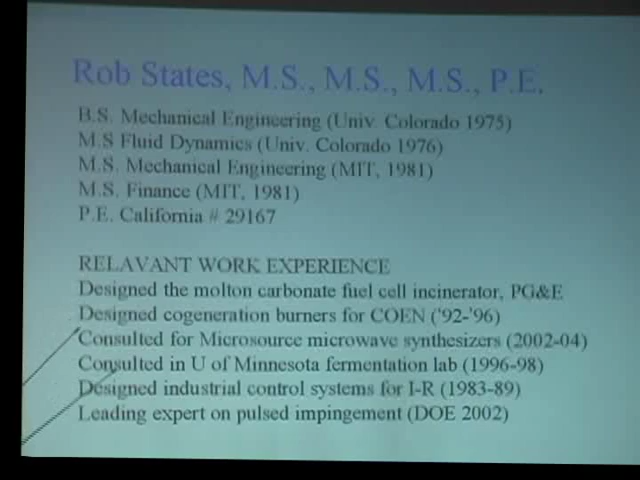 Rob States, M.S., M.S., M.S., P.E.
B.S. Mechanical Engineering (Univ. Colorado 1975)
M.S Fluid Dynamics (Univ. Colorado 1976)
M.S. Mechanical Engineering (MIT, 1981)
M.S. Finance (MIT, 1981)
P.E. California # 29167
RELAVANT WORK EXPERIENCE
Designed the molton carbonate fuel cell incinerator, PG&E
Designed cogeneration burners for COEN ('92-'96)
Consulted for Microsource microwave synthesizers (2002-04)
Consulted in U of Minnesota fermentation lab (1996-98)
Designed industrial control systems for I-R (1983-89)
Leading expert on pulsed impingement (DOE 2002)